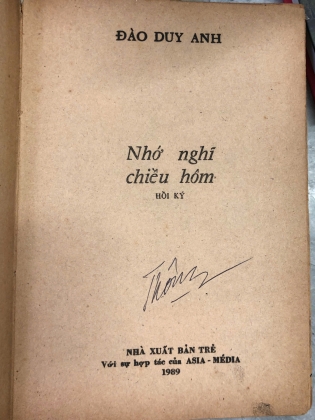 ĐÀO DUY ANH
Nhớ nghĩ
chiều hôm
HỒI KÝ
NHÀ XUẤT BẢN TRẺ
Với sự hợp tác của ASIA - MÉDIA
1989